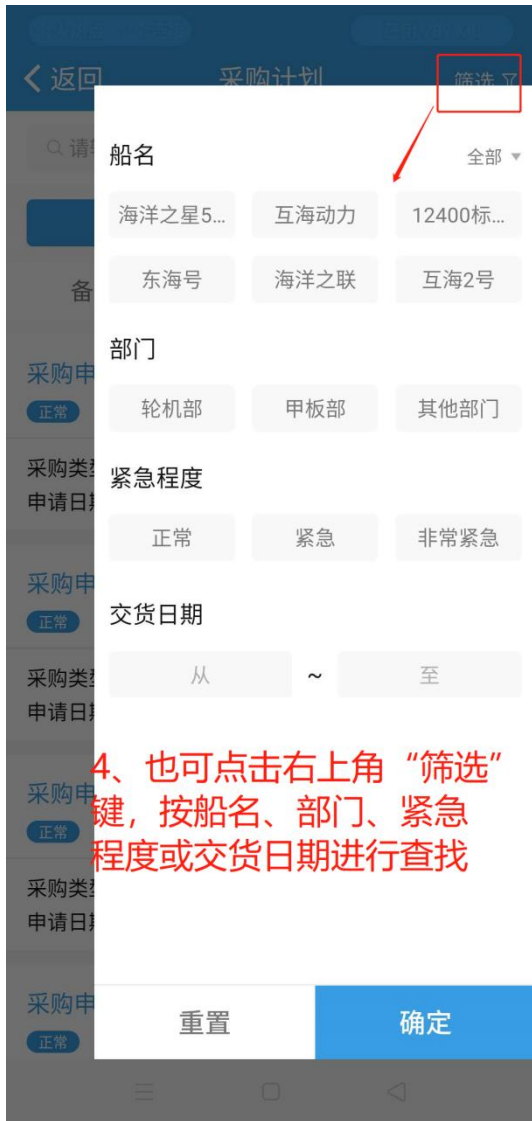 返回 采购计划 筛选
请
船名 全部
海洋之星5... 互海动力 12400标...
备 东海号 海洋之联 互海2号
部门
采购申
正常 轮机部 甲板部 其他部门
采购类
紧急程度
申请日
正常 紧急 非常紧急
采购申
交货日期
正常
采购类 从 ~ 至
申请日
4、也可点击右上角“筛选”
采购申
键，按船名、部门、紧急
正常
程度或交货日期进行查找
采购类
申请日
采购申
重置 确定
正常